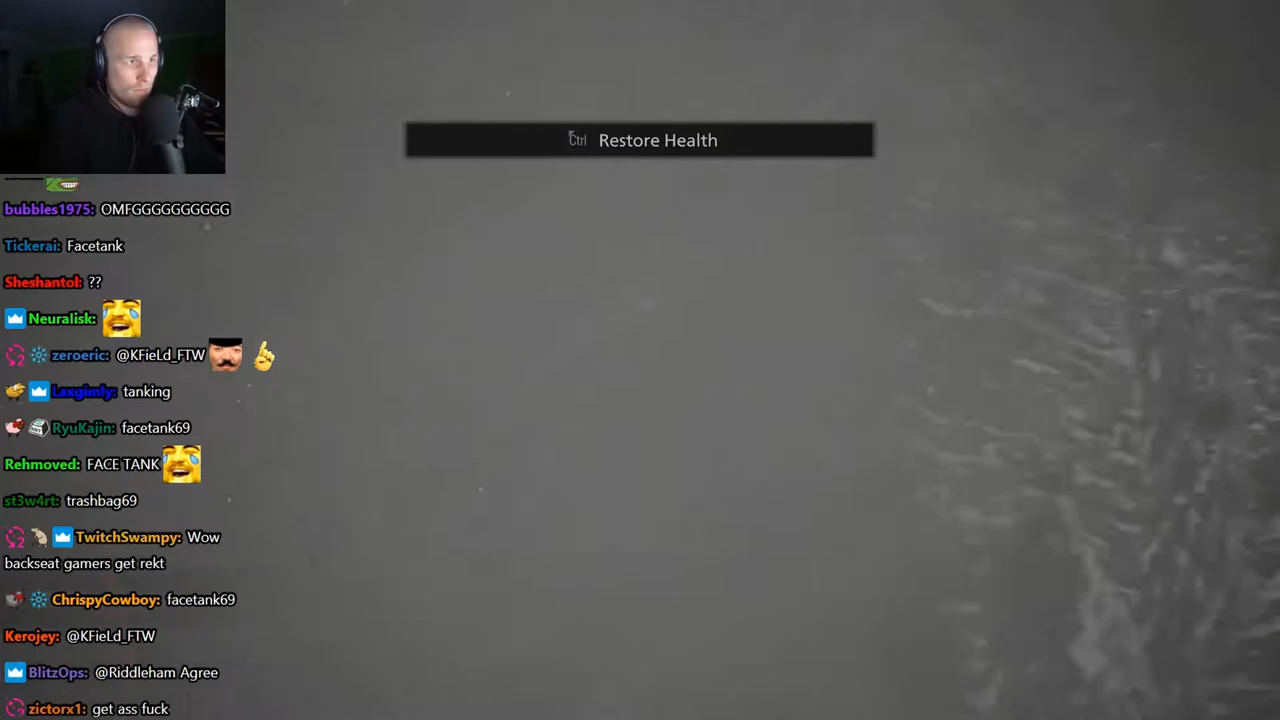 Ctrl Restore Health
bubbles1975: OMFGGGGGGGGGG
Tickerai: Facetank
Sheshantol: ??
Neuralisk:
zeroeric: @KFieLd_FTW
Laxgimly: tanking
RyuKajin: facetank69
Rehmoved: FACE TANK
st3w4rt: trashbag69
TwitchSwampy: Wow
backseat gamers get rekt
ChrispyCowboy: facetank69
Kerojey: @KFieLd_FTW
BlitzOps: @Riddleham Agree
zictorx1: get ass fuck